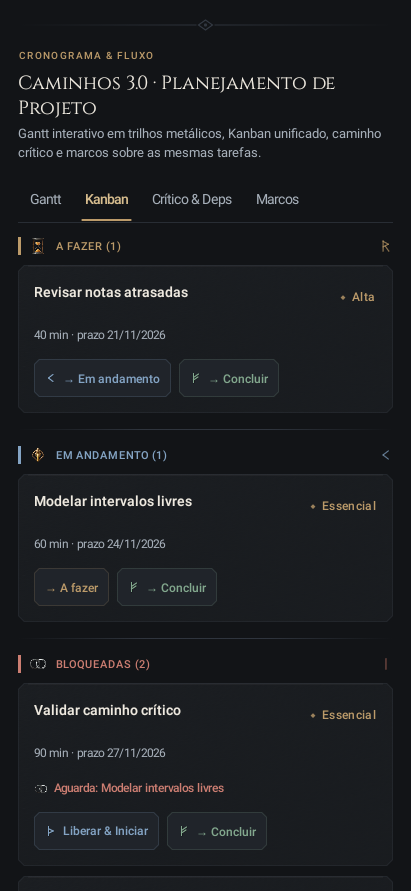 CRONOGRAMA & FLUXO
Caminhos 3.0 · Planejamento de
Projeto
Gantt interativo em trilhos metálicos, Kanban unificado, caminho
crítico e marcos sobre as mesmas tarefas.
Gantt Kanban Crítico & Deps Marcos
A FAZER (1) ᚱ
Revisar notas atrasadas
Alta
40 min · prazo 21/11/2026
ᚲ → Em andamento ᚠ → Concluir
EM ANDAMENTO (1) ᚲ
Modelar intervalos livres
Essencial
60 min · prazo 24/11/2026
→ A fazer ᚠ → Concluir
BLOQUEADAS (2) ᛁ
Validar caminho crítico
Essencial
90 min · prazo 27/11/2026
Aguarda: Modelar intervalos livres
ᚦ Liberar & Iniciar ᚠ → Concluir